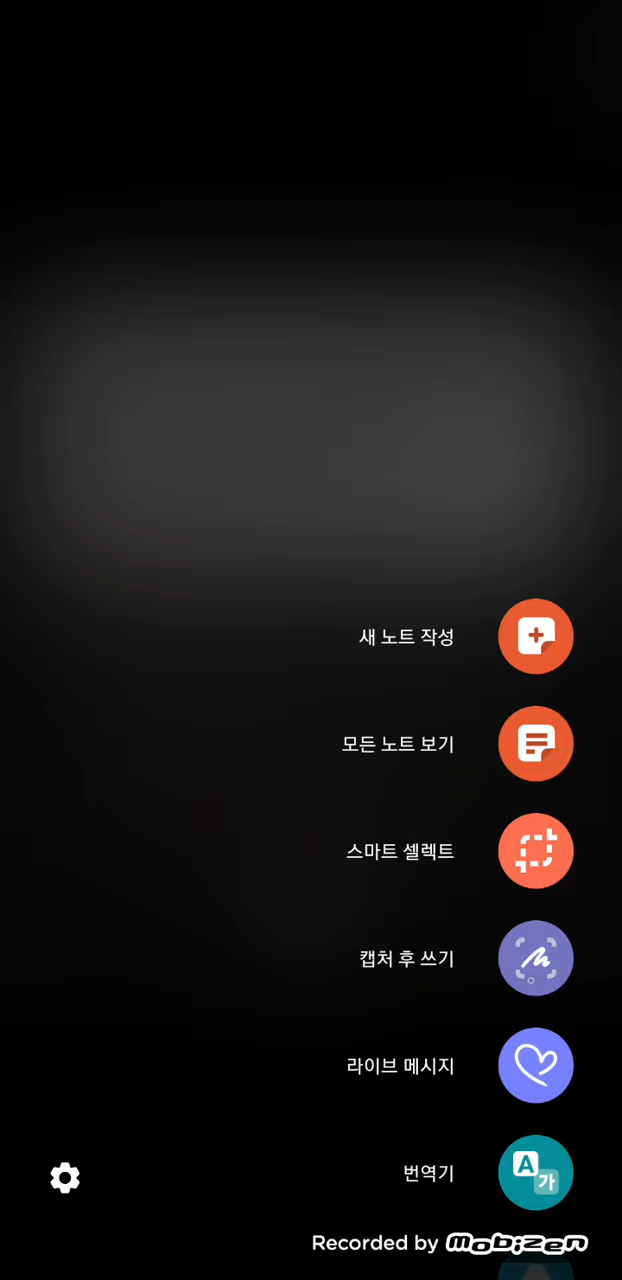 새 노트 작성
모든 노트 보기
스마트 셀렉트
캡처 후 쓰기
라이브 메시지
번역기
A
가
Recorded by mobizen